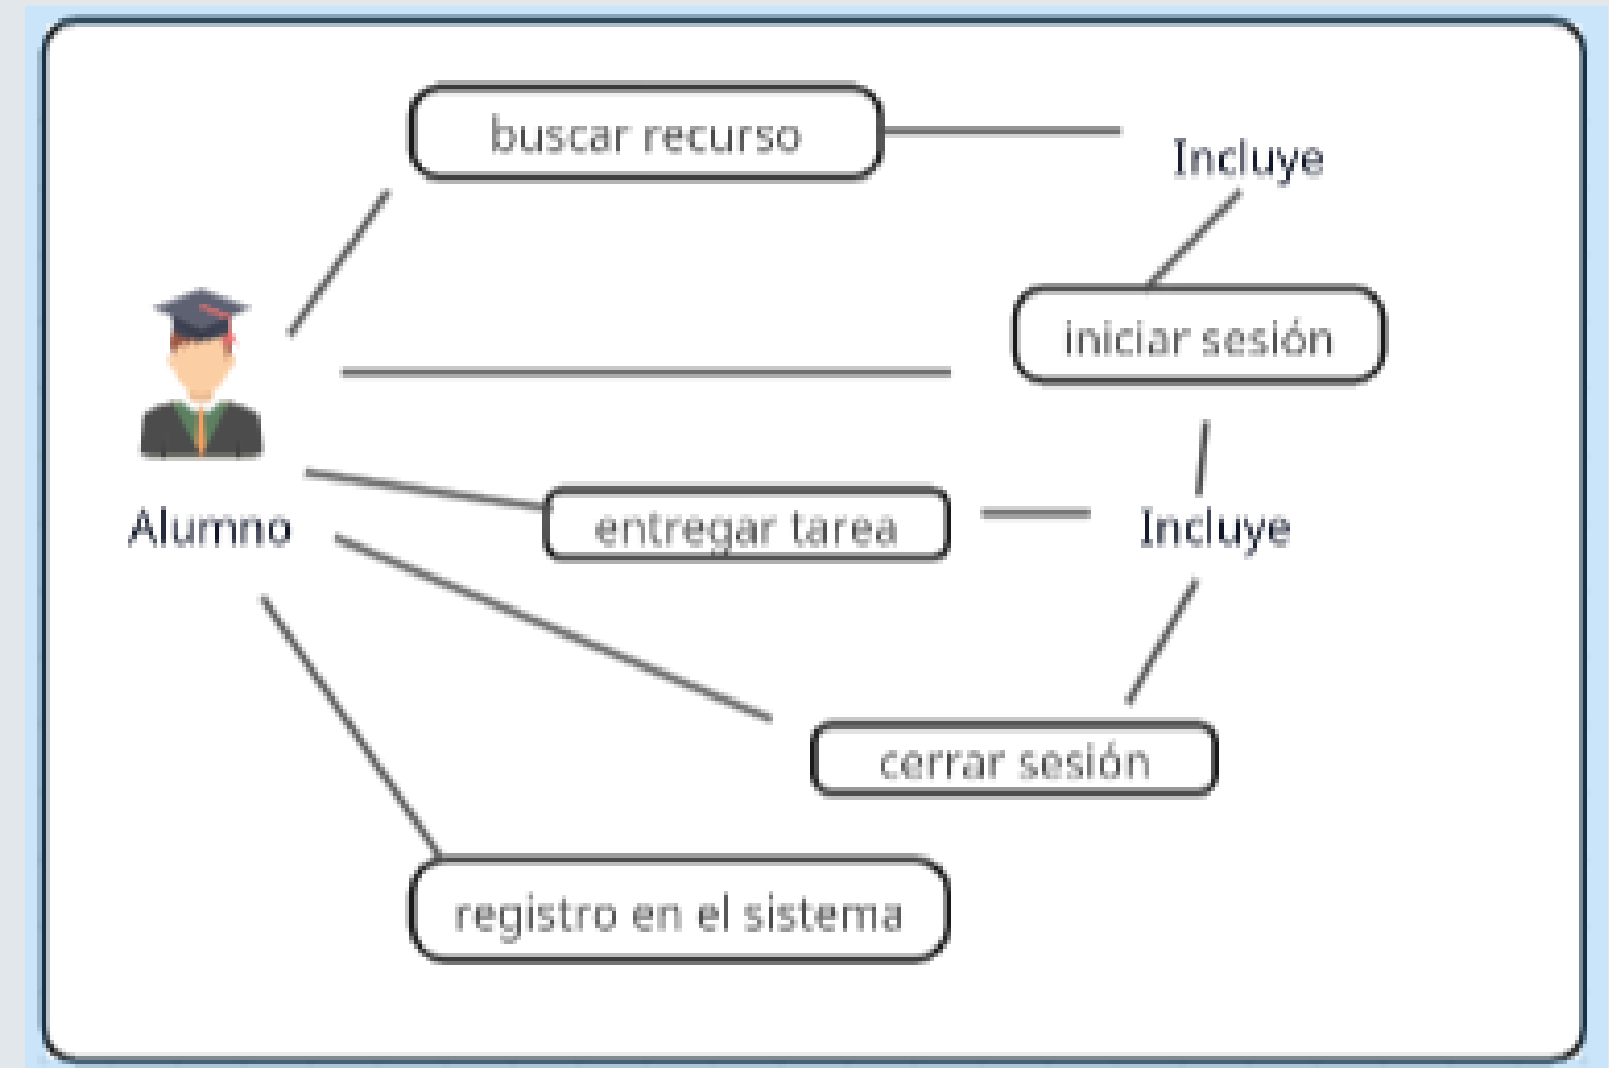 buscar recurso
Incluye
iniciar sesión
Alumno
entregar tarea
Incluye
cerrar sesión
registro en el sistema